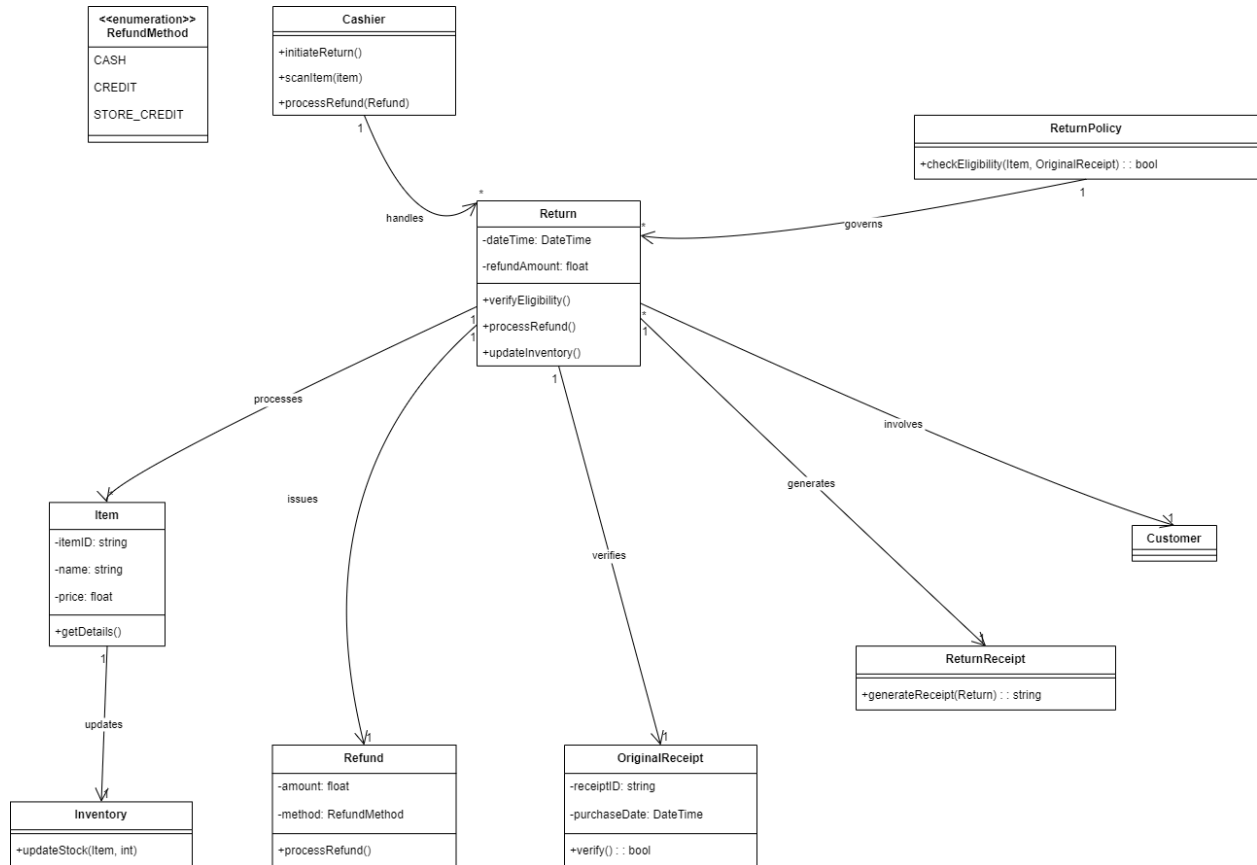 <<enumeration>>
RefundMethod
CASH
CREDIT
STORE_CREDIT
Cashier
+initiateReturn()
+scanItem(item)
+processRefund(Refund)
1
handles
*
ReturnPolicy
+checkEligibility(Item, OriginalReceipt) : : bool
1
governs
*
Return
-dateTime: DateTime
-refundAmount: float
+verifyEligibility()
+processRefund()
+updateInventory()
1
1
1
*
1
processes
issues
verifies
generates
involves
*
Item
-itemID: string
-name: string
-price: float
+getDetails()
1
updates
1
Inventory
+updateStock(Item, int)
1
Refund
-amount: float
-method: RefundMethod
+processRefund()
1
OriginalReceipt
-receiptID: string
-purchaseDate: DateTime
+verify() : : bool
1
ReturnReceipt
+generateReceipt(Return) : : string
1
Customer